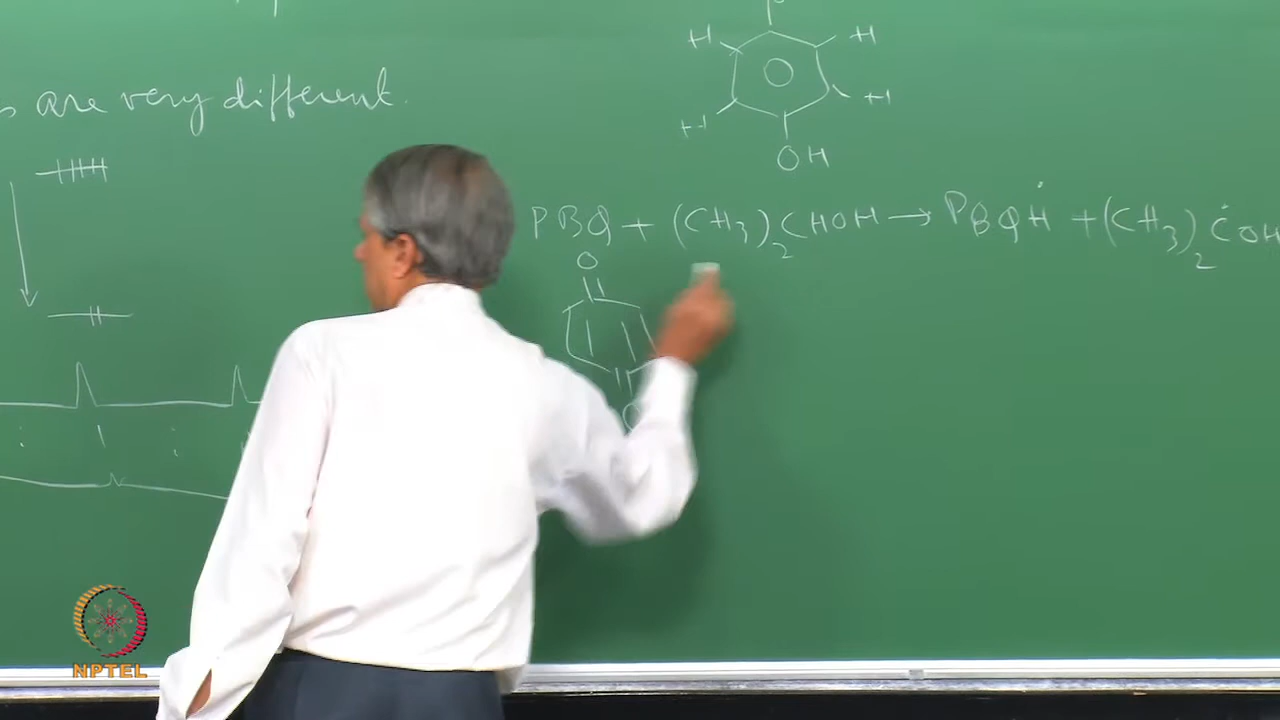 s are very different.
H H
H H
OH
PBQ + (CH3)2CHOH → PBQH˙ + (CH3)2ĊOH
O
O
NPTEL